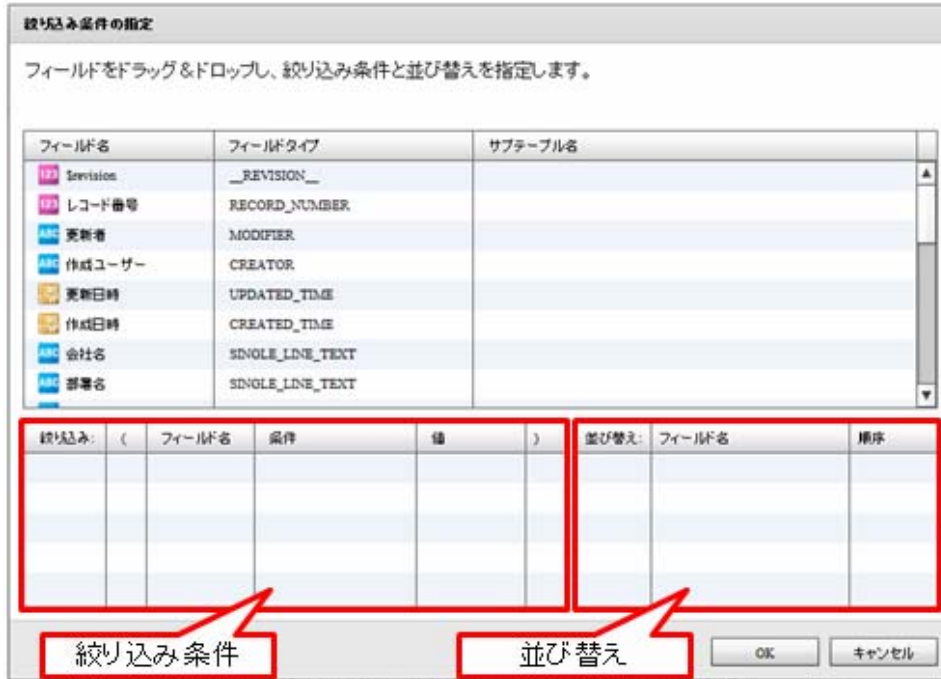 絞り込み条件の指定
フィールドをドラッグ&ドロップし、絞り込み条件と並び替えを指定します。
フィールド名 フィールドタイプ サブテーブル名
123 $revision __REVISION__
123 レコード番号 RECORD_NUMBER
ABC 更新者 MODIFIER
ABC 作成ユーザー CREATOR
更新日時 UPDATED_TIME
作成日時 CREATED_TIME
ABC 会社名 SINGLE_LINE_TEXT
ABC 部署名 SINGLE_LINE_TEXT
絞り込み: ( フィールド名 条件 値 ) 並び替え: フィールド名 順序
絞り込み条件 並び替え OK キャンセル